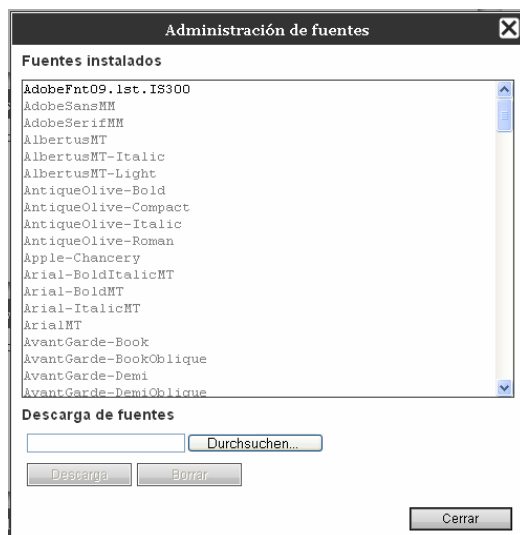 Administración de fuentes
Fuentes instalados
AdobeFnt09.lst.IS300
AdobeSansMM
AdobeSerifMM
AlbertusMT
AlbertusMT-Italic
AlbertusMT-Light
AntiqueOlive-Bold
AntiqueOlive-Compact
AntiqueOlive-Italic
AntiqueOlive-Roman
Apple-Chancery
Arial-BoldItalicMT
Arial-BoldMT
Arial-ItalicMT
ArialMT
AvantGarde-Book
AvantGarde-BookOblique
AvantGarde-Demi
AvantGarde-DemiOblique
Descarga de fuentes
Durchsuchen...
Descarga Borrar
Cerrar